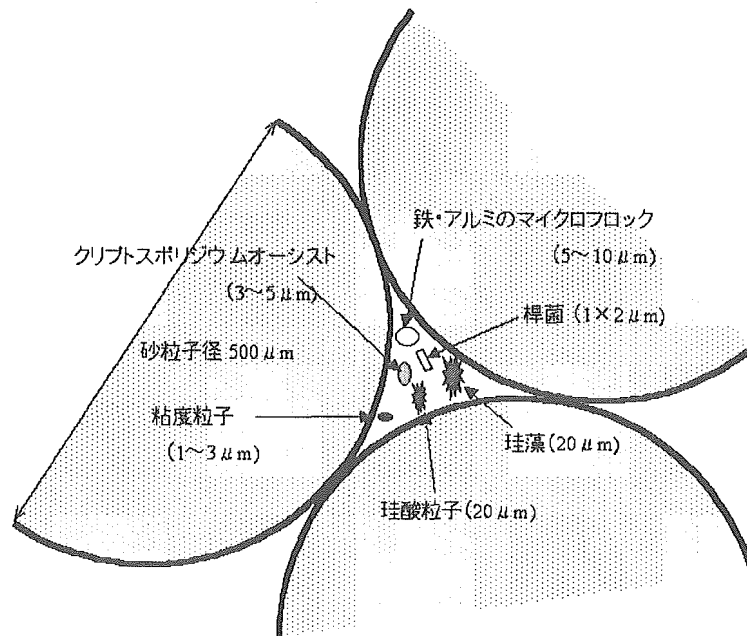 鉄・アルミのマイクロフロック
(5～10μm)
クリプトスポリジウムオーシスト
(3～5μm)
桿菌 (1×2μm)
砂粒子径 500μm
粘度粒子
(1～3μm)
珪藻(20μm)
珪酸粒子(20μm)